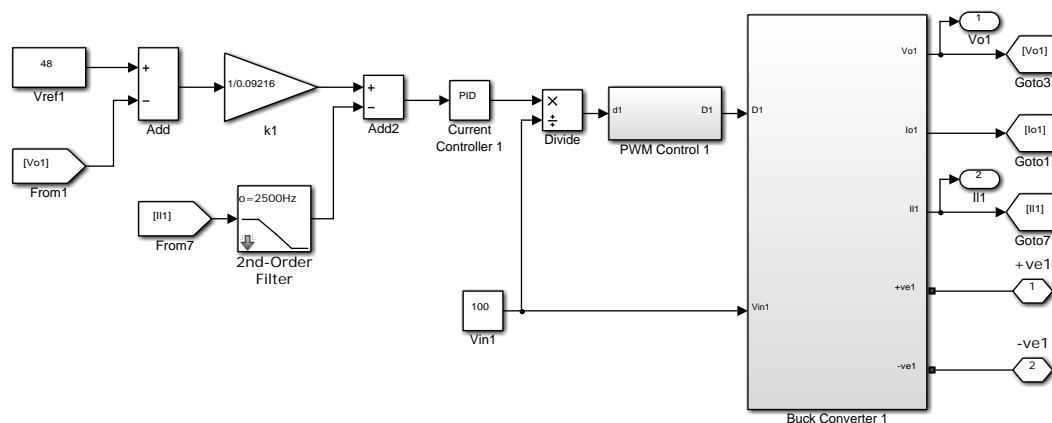 48
Vref1
+
−
Add
[Vo1]
From1
1/0.09216
k1
[Il1]
From7
o=2500Hz
2nd-Order
Filter
+
−
Add2
PID
Current
Controller 1
×
÷
Divide
100
Vin1
d1
D1
PWM Control 1
D1
Vin1
Vo1
Io1
Il1
+ve1
-ve1
Buck Converter 1
1
Vo1
[Vo1]
Goto3
[Io1]
Goto1
2
Il1
[Il1]
Goto7
+ve1
1
-ve1
2